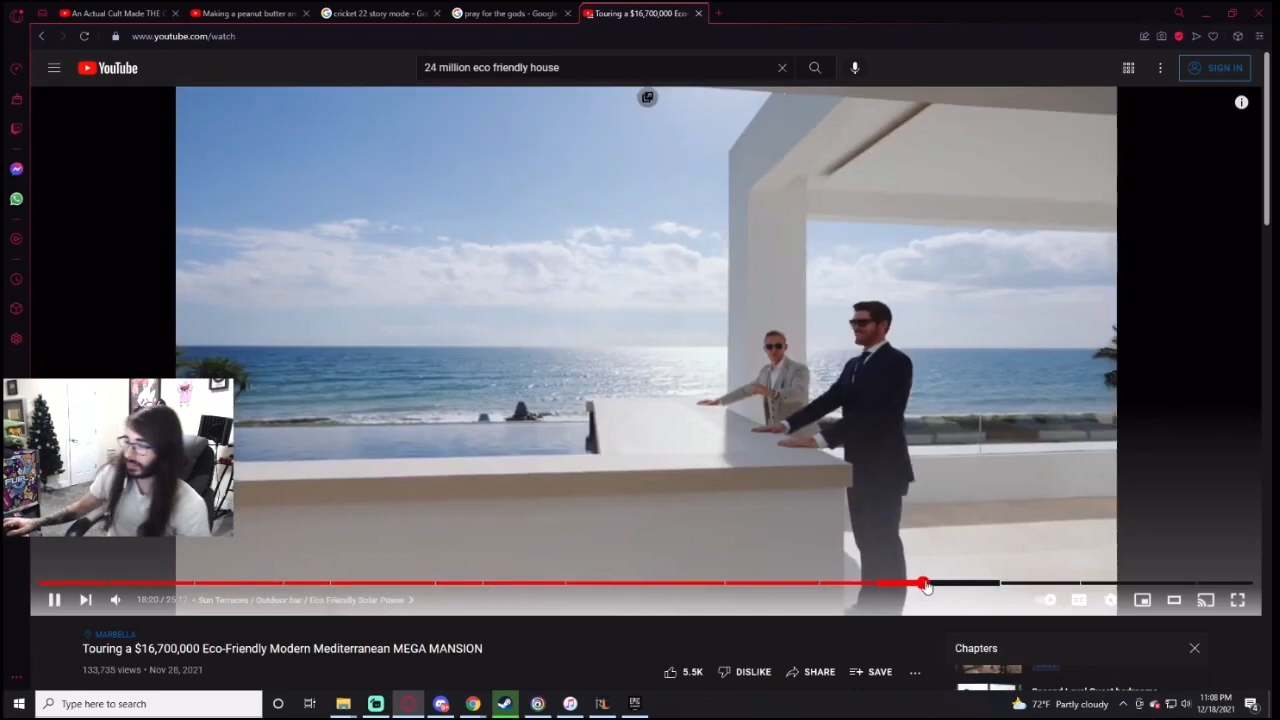 An Actual Cult Made THE
Making a peanut butter an
cricket 22 story mode - Go
pray for the gods - Google
Touring a $16,700,000 Eco-
www.youtube.com/watch
YouTube
24 million eco friendly house
SIGN IN
18:20 / 25:17 • Sun Terraces / Outdoor bar / Eco Friendly Solar Power
MARBELLA
Touring a $16,700,000 Eco-Friendly Modern Mediterranean MEGA MANSION
133,735 views • Nov 28, 2021
5.5K
DISLIKE
SHARE
SAVE
Chapters
Type here to search
72°F Partly cloudy
11:08 PM
12/18/2021
EPIC